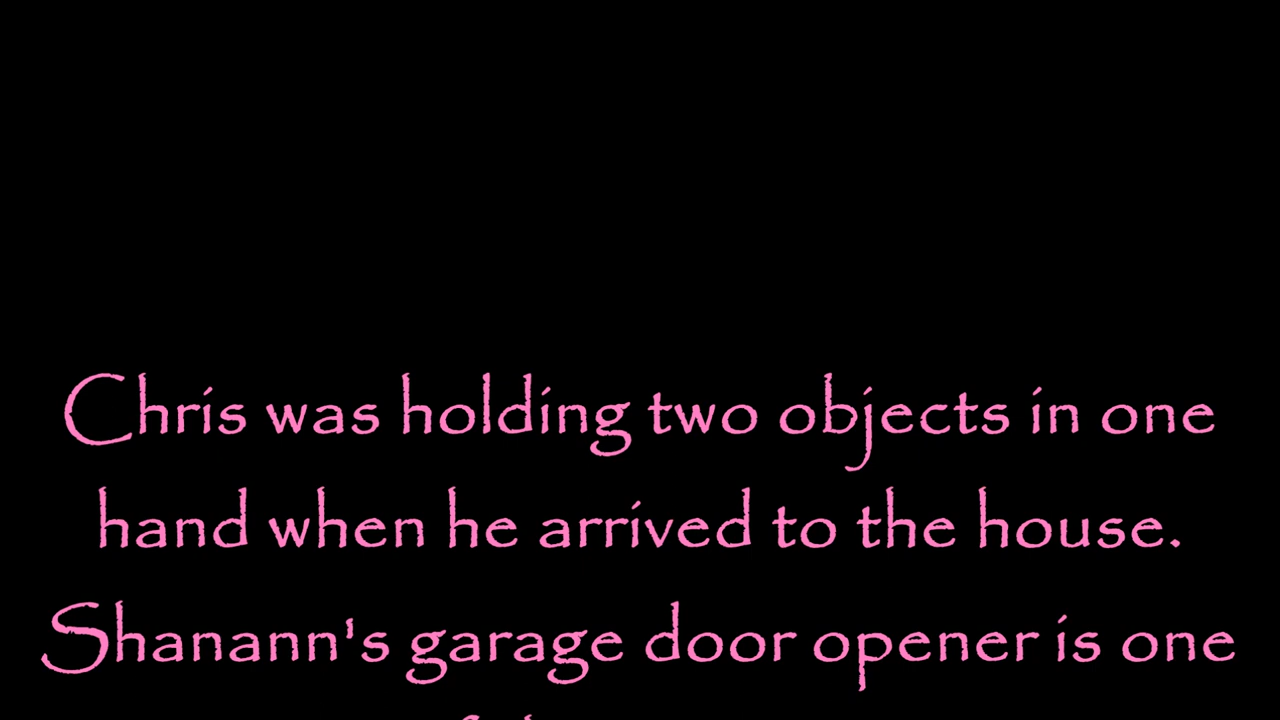 Chris was holding two objects in one
hand when he arrived to the house.
Shanann's garage door opener is one